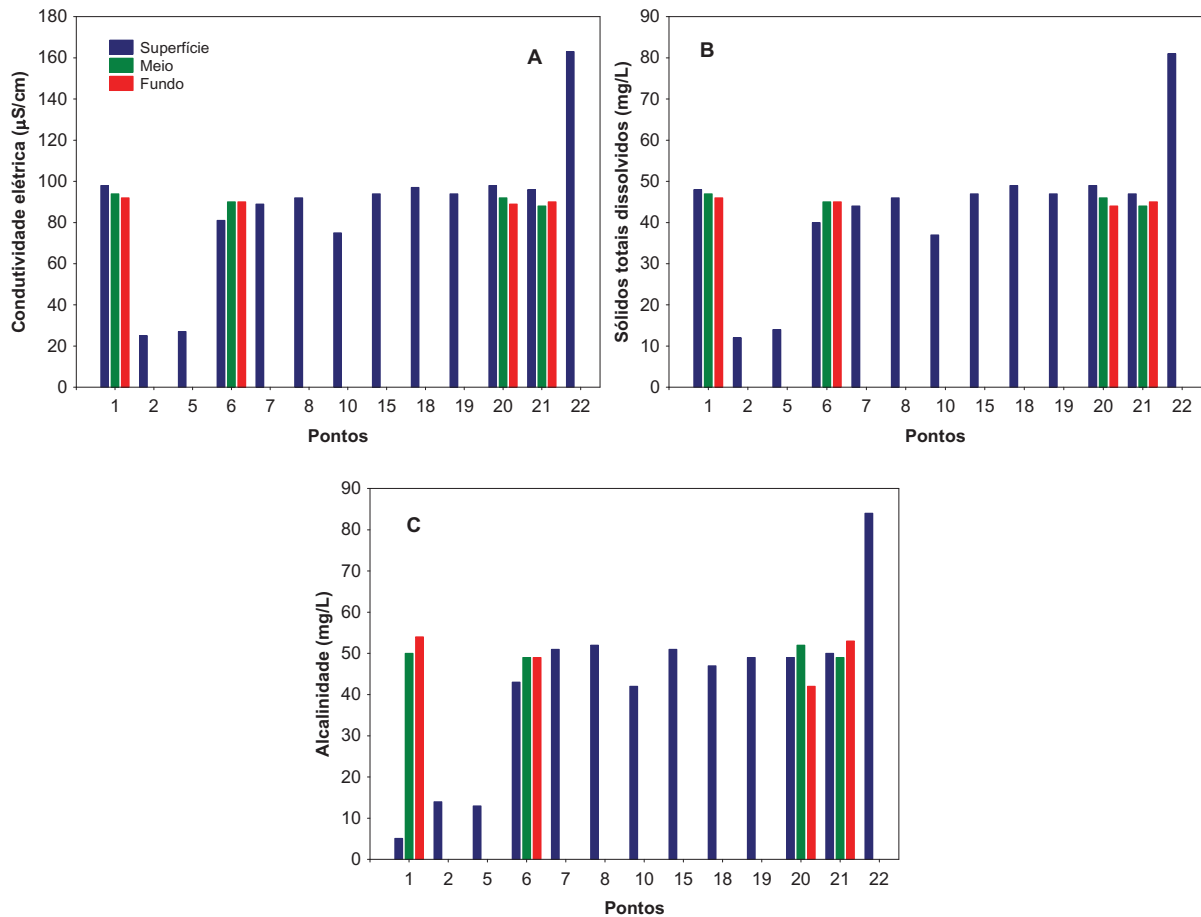 Condutividade elétrica (µS/cm)
180
160
140
120
100
80
60
40
20
0
Superfície
Meio
Fundo
A
1 2 5 6 7 8 10 15 18 19 20 21 22
Pontos
Sólidos totais dissolvidos (mg/L)
90
80
70
60
50
40
30
20
10
0
B
1 2 5 6 7 8 10 15 18 19 20 21 22
Pontos
Alcalinidade (mg/L)
90
80
70
60
50
40
30
20
10
0
C
1 2 5 6 7 8 10 15 18 19 20 21 22
Pontos